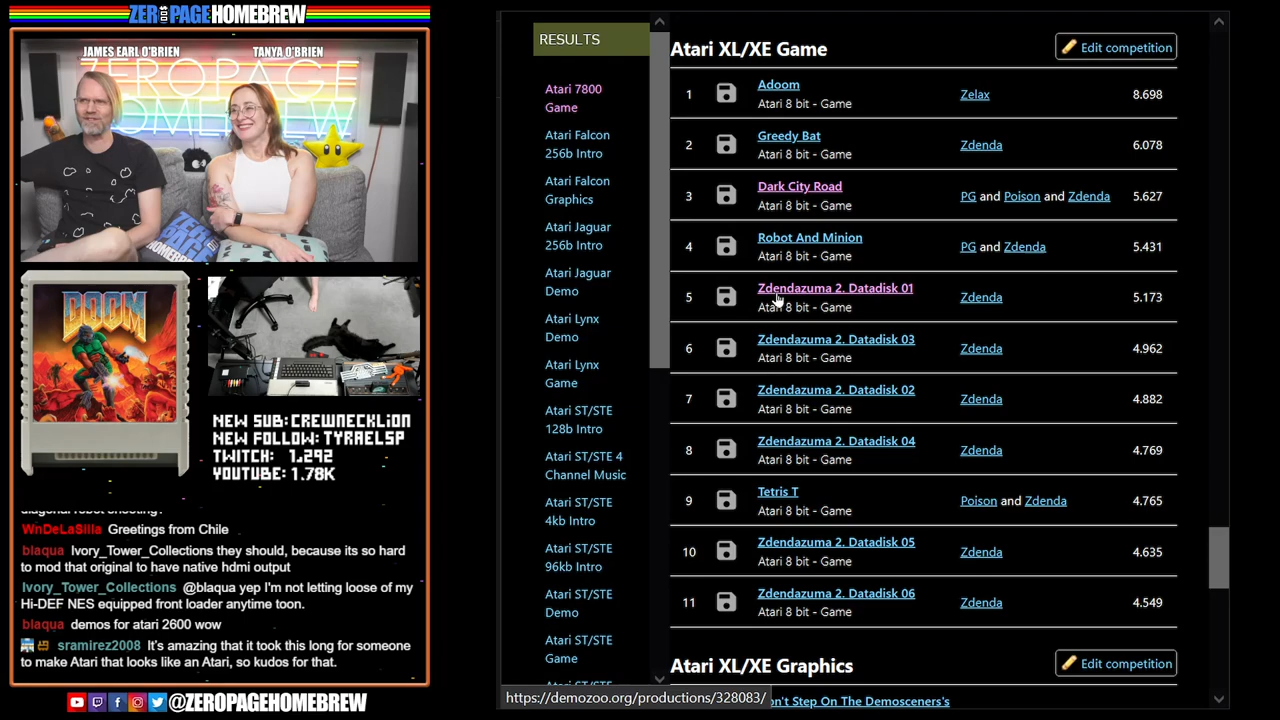 ZEROPAGE HOMEBREW
JAMES EARL O'BRIEN
TANYA O'BRIEN
ZEROPAGE
HOMEBREW
DOOM
NEW SUB: CREWNECKLION
NEW FOLLOW: TYRAELSP
TWITCH: 1,292
YOUTUBE: 1.78K
diagonal robot shooting?
WnDeLaSilla Greetings from Chile
blaqua Ivory_Tower_Collections they should, because its so hard
to mod that original to have native hdmi output
Ivory_Tower_Collections @blaqua yep I'm not letting loose of my
Hi-DEF NES equipped front loader anytime toon.
blaqua demos for atari 2600 wow
sramirez2008 It's amazing that it took this long for someone
to make Atari that looks like an Atari, so kudos for that.
@ZEROPAGEHOMEBREW
RESULTS
Atari 7800
Game
Atari Falcon
256b Intro
Atari Falcon
Graphics
Atari Jaguar
256b Intro
Atari Jaguar
Demo
Atari Lynx
Demo
Atari Lynx
Game
Atari ST/STE
128b Intro
Atari ST/STE 4
Channel Music
Atari ST/STE
4kb Intro
Atari ST/STE
96kb Intro
Atari ST/STE
Demo
Atari ST/STE
Game
Atari XL/XE Game
Edit competition
1 Adoom Zelax 8.698
Atari 8 bit - Game
2 Greedy Bat Zdenda 6.078
Atari 8 bit - Game
3 Dark City Road PG and Poison and Zdenda 5.627
Atari 8 bit - Game
4 Robot And Minion PG and Zdenda 5.431
Atari 8 bit - Game
5 Zdendazuma 2. Datadisk 01 Zdenda 5.173
Atari 8 bit - Game
6 Zdendazuma 2. Datadisk 03 Zdenda 4.962
Atari 8 bit - Game
7 Zdendazuma 2. Datadisk 02 Zdenda 4.882
Atari 8 bit - Game
8 Zdendazuma 2. Datadisk 04 Zdenda 4.769
Atari 8 bit - Game
9 Tetris T Poison and Zdenda 4.765
Atari 8 bit - Game
10 Zdendazuma 2. Datadisk 05 Zdenda 4.635
Atari 8 bit - Game
11 Zdendazuma 2. Datadisk 06 Zdenda 4.549
Atari 8 bit - Game
Atari XL/XE Graphics
Edit competition
https://demozoo.org/productions/328083/
Step On The Demoscener's